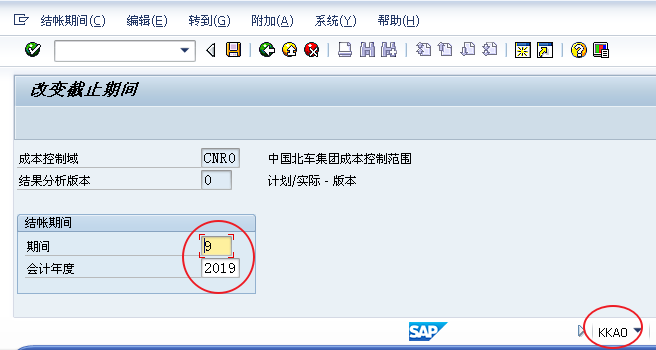 结帐期间(C) 编辑(E) 转到(G) 附加(A) 系统(Y) 帮助(H)
改变截止期间
成本控制域 CNR0 中国北车集团成本控制范围
结果分析版本 0 计划/实际 - 版本
结帐期间
期间 9
会计年度 2019
SAP KKAO